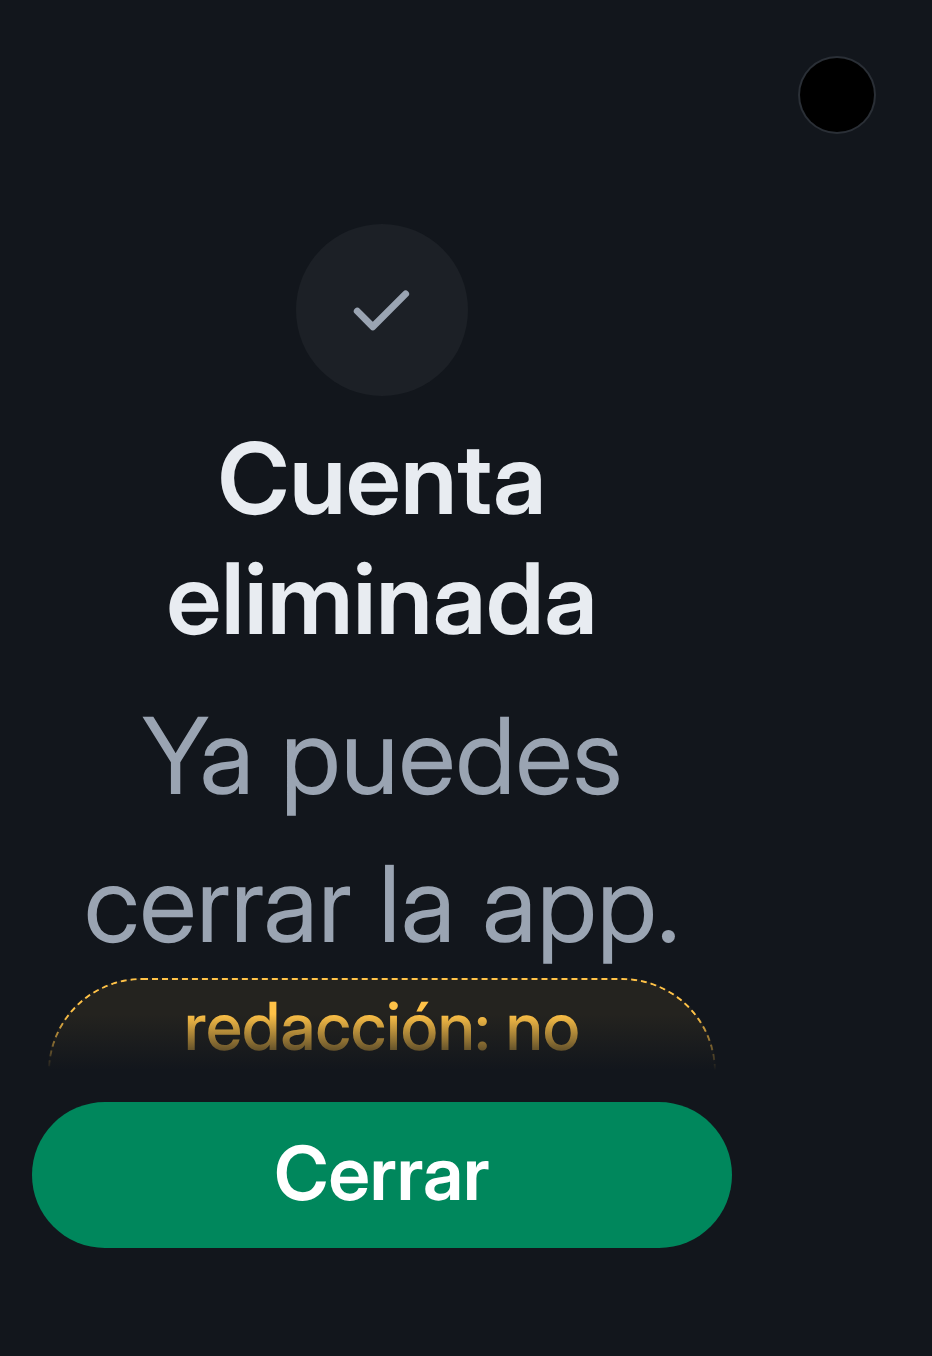 Cuenta
eliminada
Ya puedes
cerrar la app.
redacción: no
Cerrar